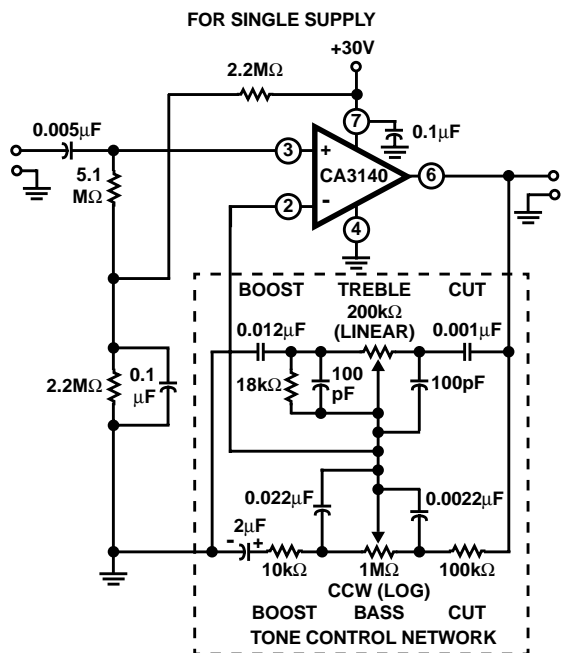 FOR SINGLE SUPPLY
+30V
2.2MΩ
7
0.005µF
0.1µF
3
+
5.1
MΩ
CA3140
6
2
-
4
BOOST TREBLE CUT
200kΩ
(LINEAR)
0.012µF
0.001µF
18kΩ
100
pF
100pF
2.2MΩ
0.1
µF
0.022µF
0.0022µF
2µF
- +
10kΩ
1MΩ
100kΩ
CCW (LOG)
BOOST BASS CUT
TONE CONTROL NETWORK